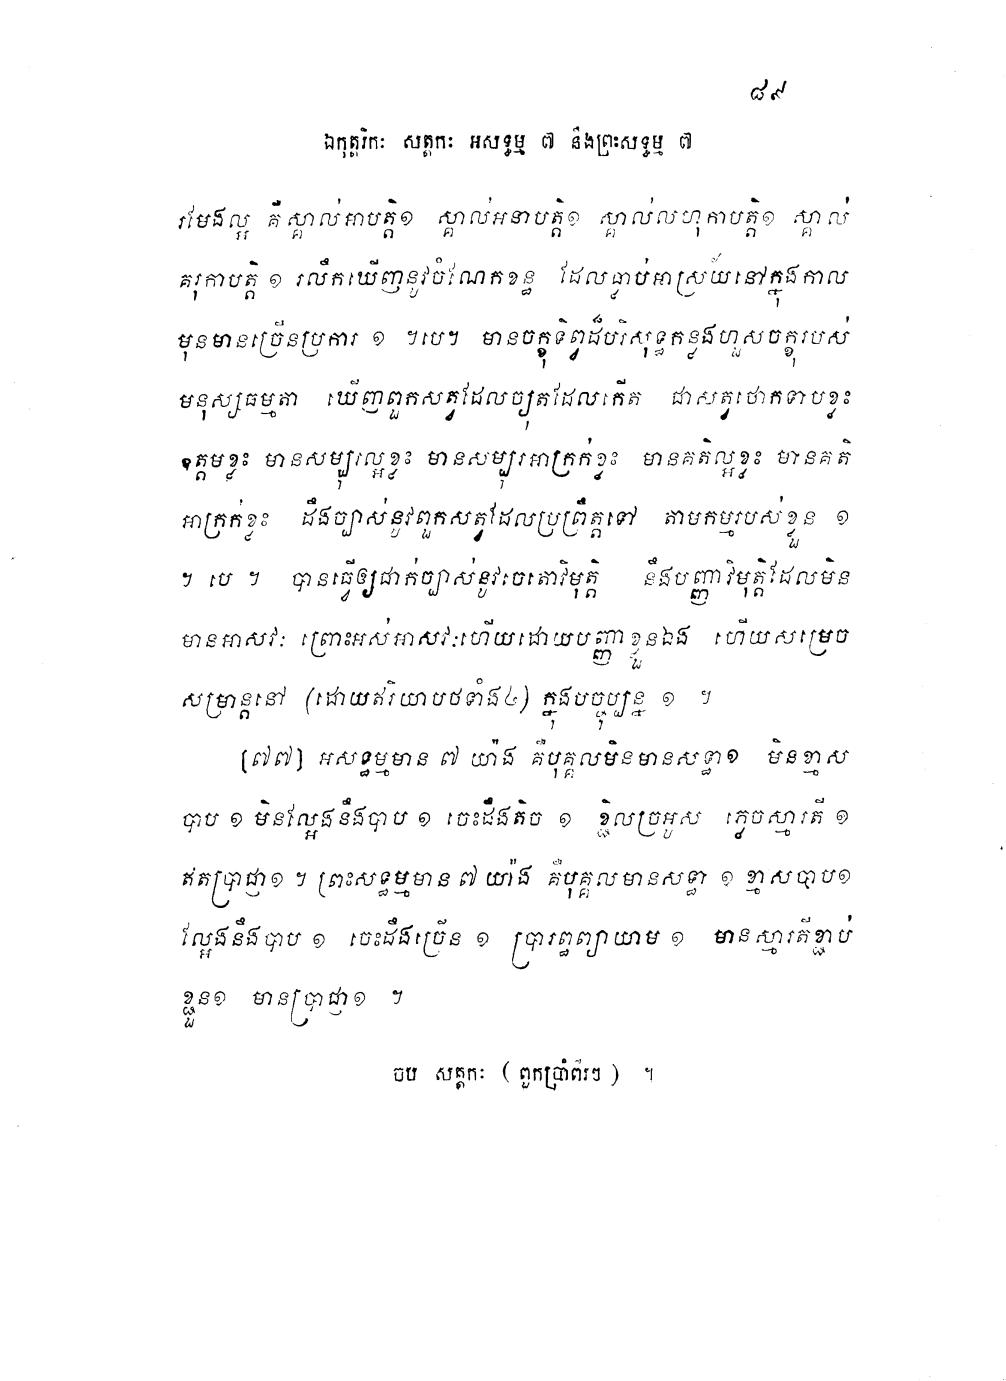 ៨៩
ឯកុត្តរិកៈ សត្តកៈ អសទ្ធម្ម ៧ និងព្រះសទ្ធម្ម ៧
រមែងល្អ គឺស្គាល់អាបត្តិ១ ស្គាល់អនាបត្តិ១ ស្គាល់លហុកាបត្តិ១ ស្គាល់
គរុកាបត្តិ ១ រលឹកឃើញនូវចំណែកខន្ធ ដែលធ្លាប់អាស្រ័យនៅក្នុងកាល
មុនមានច្រើនប្រការ ១ ។បេ។ មានចក្ខុទិព្វដ៏បរិសុទ្ធកន្លងហួសចក្ខុរបស់
មនុស្សធម្មតា ឃើញពួកសត្វដែលច្យុតដែលកើត ជាសត្វថោកទាបខ្លះ
ឧត្តមខ្លះ មានសម្បុរល្អខ្លះ មានសម្បុរអាក្រក់ខ្លះ មានគតិល្អខ្លះ មានគតិ
អាក្រក់ខ្លះ ដឹងច្បាស់នូវពួកសត្វដែលប្រព្រឹត្តទៅ តាមកម្មរបស់ខ្លួន ១
។ បេ ។ បានធ្វើឲ្យជាក់ច្បាស់នូវចេតោវិមុត្តិ នឹងបញ្ញាវិមុត្តិដែលមិន
មានអាសវៈ ព្រោះអស់អាសវៈហើយដោយបញ្ញាខ្លួនឯង ហើយសម្រេច
សម្រាន្តនៅ (ដោយឥរិយាបថទាំង៤) ក្នុងបច្ចុប្បន្ន ១ ។
[៧៧] អសទ្ធម្មមាន ៧ យ៉ាង គឺបុគ្គលមិនមានសទ្ធា១ មិនខ្មាស
បាប ១ មិនល្អែងនឹងបាប ១ ចេះដឹងតិច ១ ខ្ជិលច្រអូស ភ្លេចស្មារតី ១
ឥតប្រាជ្ញា១ ។ ព្រះសទ្ធម្មមាន ៧ យ៉ាង គឺបុគ្គលមានសទ្ធា ១ ខ្មាសបាប១
ល្អែងនឹងបាប ១ ចេះដឹងច្រើន ១ ប្រារព្ធព្យាយាម ១ មានស្មារតីខ្ជាប់
ខ្ជួន១ មានប្រាជ្ញា១ ។
ចប សត្តកៈ ( ពួកប្រាំពីរៗ ) ។